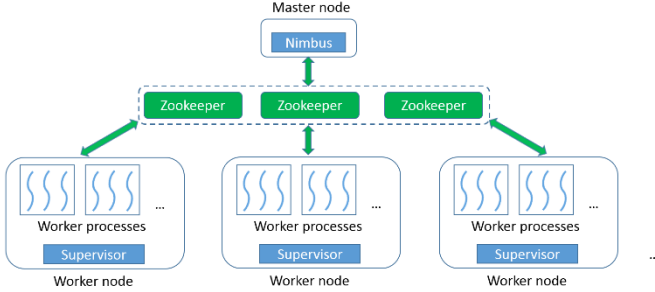 Master node
Nimbus
Zookeeper Zookeeper Zookeeper
... ... ...
Worker processes Worker processes Worker processes
Supervisor Supervisor Supervisor ...
Worker node Worker node Worker node